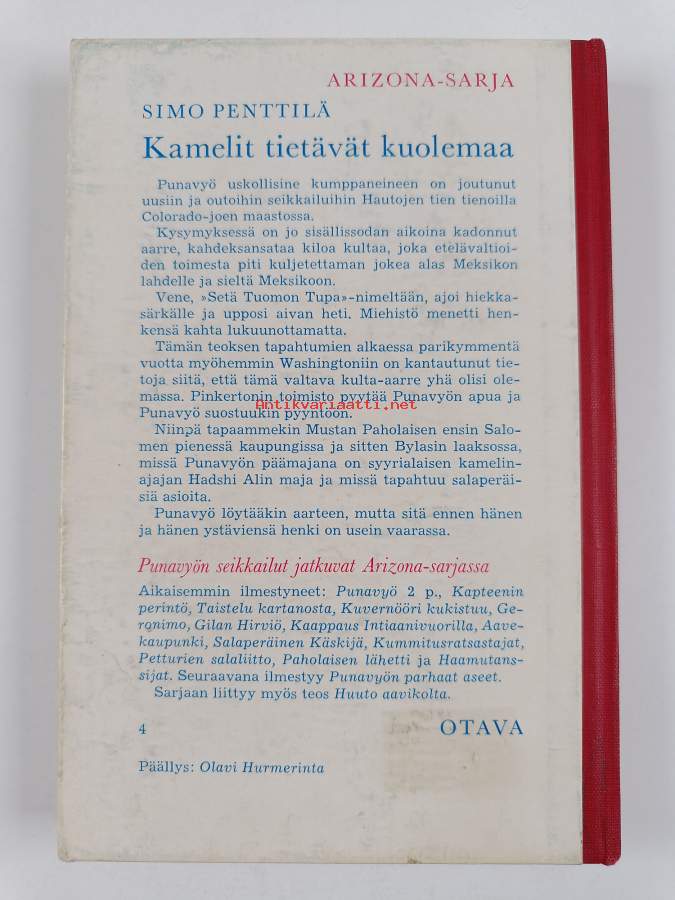 ARIZONA-SARJA
SIMO PENTTILÄ
Kamelit tietävät kuolemaa
Punavyö uskollisine kumppaneineen on joutunut
uusiin ja outoihin seikkailuihin Hautojen tien tienoilla
Colorado-joen maastossa.
Kysymyksessä on jo sisällissodan aikoina kadonnut
aarre, kahdeksansataa kiloa kultaa, joka etelävaltioi-
den toimesta piti kuljetettaman jokea alas Meksikon
lahdelle ja sieltä Meksikoon.
Vene, »Setä Tuomon Tupa»-nimeltään, ajoi hiekka-
särkälle ja upposi aivan heti. Miehistö menetti hen-
kensä kahta lukuunottamatta.
Tämän teoksen tapahtumien alkaessa parikymmentä
vuotta myöhemmin Washingtoniin on kantautunut tie-
toja siitä, että tämä valtava kulta-aarre yhä olisi ole-
massa. Pinkertonin toimisto pyytää Punavyön apua ja
Antikvariaatti.net
Punavyö suostuukin pyyntöön.
Niinpä tapaammekin Mustan Paholaisen ensin Salo-
men pienessä kaupungissa ja sitten Bylasin laaksossa,
missä Punavyön päämajana on syyrialaisen kamelin-
ajajan Hadshi Alin maja ja missä tapahtuu salaperäi-
siä asioita.
Punavyö löytääkin aarteen, mutta sitä ennen hänen
ja hänen ystäviensä henki on usein vaarassa.
Punavyön seikkailut jatkuvat Arizona-sarjassa
Aikaisemmin ilmestyneet: Punavyö 2 p., Kapteenin
perintö, Taistelu kartanosta, Kuvernööri kukistuu, Ge-
ronimo, Gilan Hirviö, Kaappaus Intiaanivuorilla, Aave-
kaupunki, Salaperäinen Käskijä, Kummitusratsastajat,
Petturien salaliitto, Paholaisen lähetti ja Haamutans-
sijat. Seuraavana ilmestyy Punavyön parhaat aseet.
Sarjaan liittyy myös teos Huuto aavikolta.
4 OTAVA
Päällys: Olavi Hurmerinta